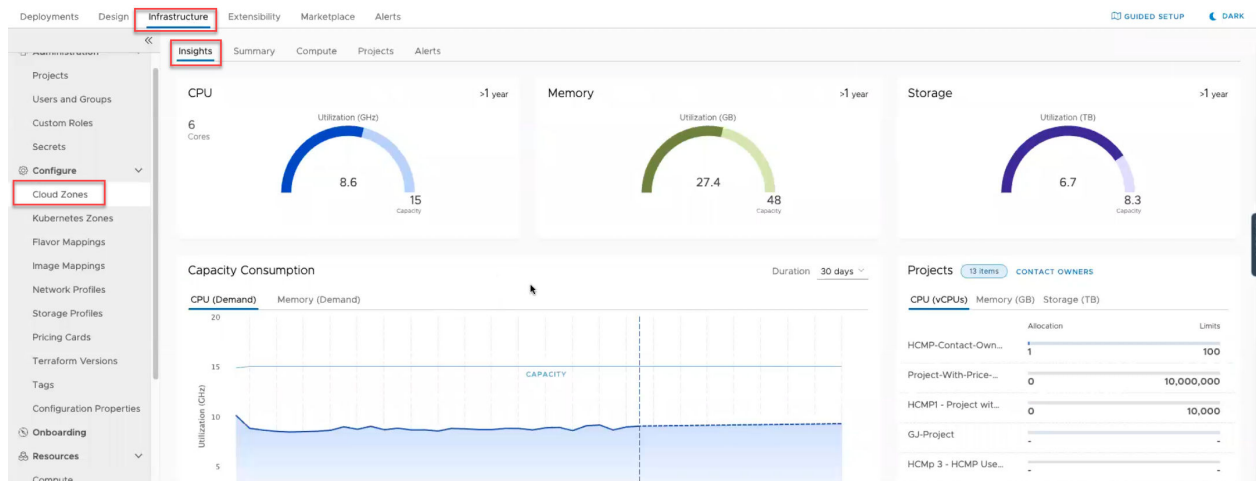 Deployments Design Infrastructure Extensibility Marketplace Alerts GUIDED SETUP DARK
Administration
Projects
Users and Groups
Custom Roles
Secrets
Configure
Cloud Zones
Kubernetes Zones
Flavor Mappings
Image Mappings
Network Profiles
Storage Profiles
Pricing Cards
Terraform Versions
Tags
Configuration Properties
Onboarding
Resources
Compute
Insights Summary Compute Projects Alerts
CPU >1 year
6
Cores
Utilization (GHz)
8.6
15
Capacity
Memory >1 year
Utilization (GB)
27.4
48
Capacity
Storage >1 year
Utilization (TB)
6.7
8.3
Capacity
Capacity Consumption Duration 30 days
CPU (Demand) Memory (Demand)
20
15
10
5
Utilization (GHz)
CAPACITY
Projects 13 items CONTACT OWNERS
CPU (vCPUs) Memory (GB) Storage (TB)
Allocation Limits
HCMP-Contact-Own...
1 100
Project-With-Price-...
0 10,000,000
HCMP1 - Project wit...
0 10,000
GJ-Project
- -
HCMp 3 - HCMP Use...
- -